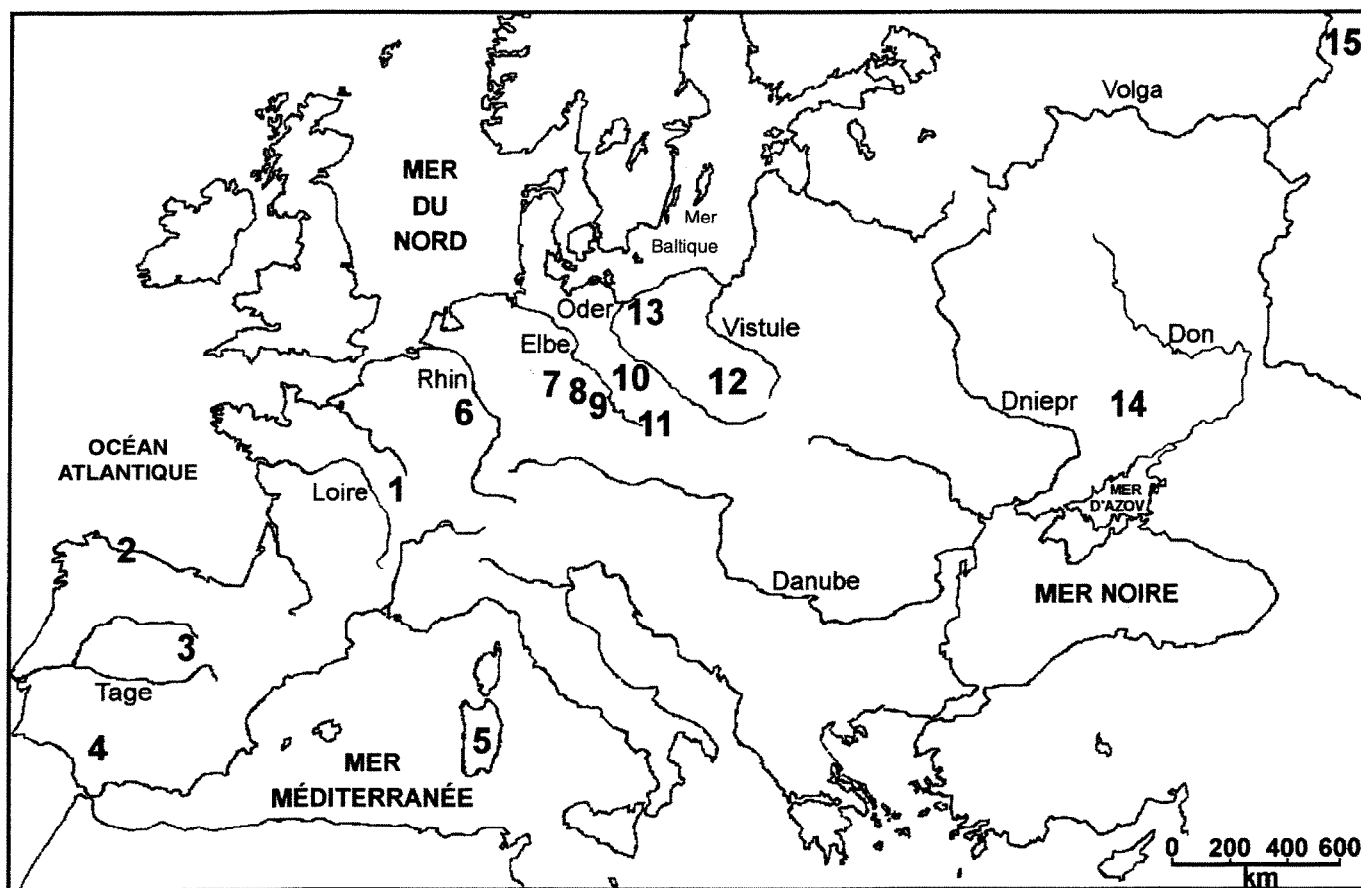 15
Volga
MER
DU
NORD
Mer
Baltique
Oder
13
Vistule
Elbe
Don
Rhin
7
8
9
10
11
12
6
Dniepr
14
OCÉAN
ATLANTIQUE
Loire
1
MER
D'AZOV
2
Danube
MER NOIRE
3
Tage
4
5
MER
MÉDITERRANÉE
0 200 400 600
km